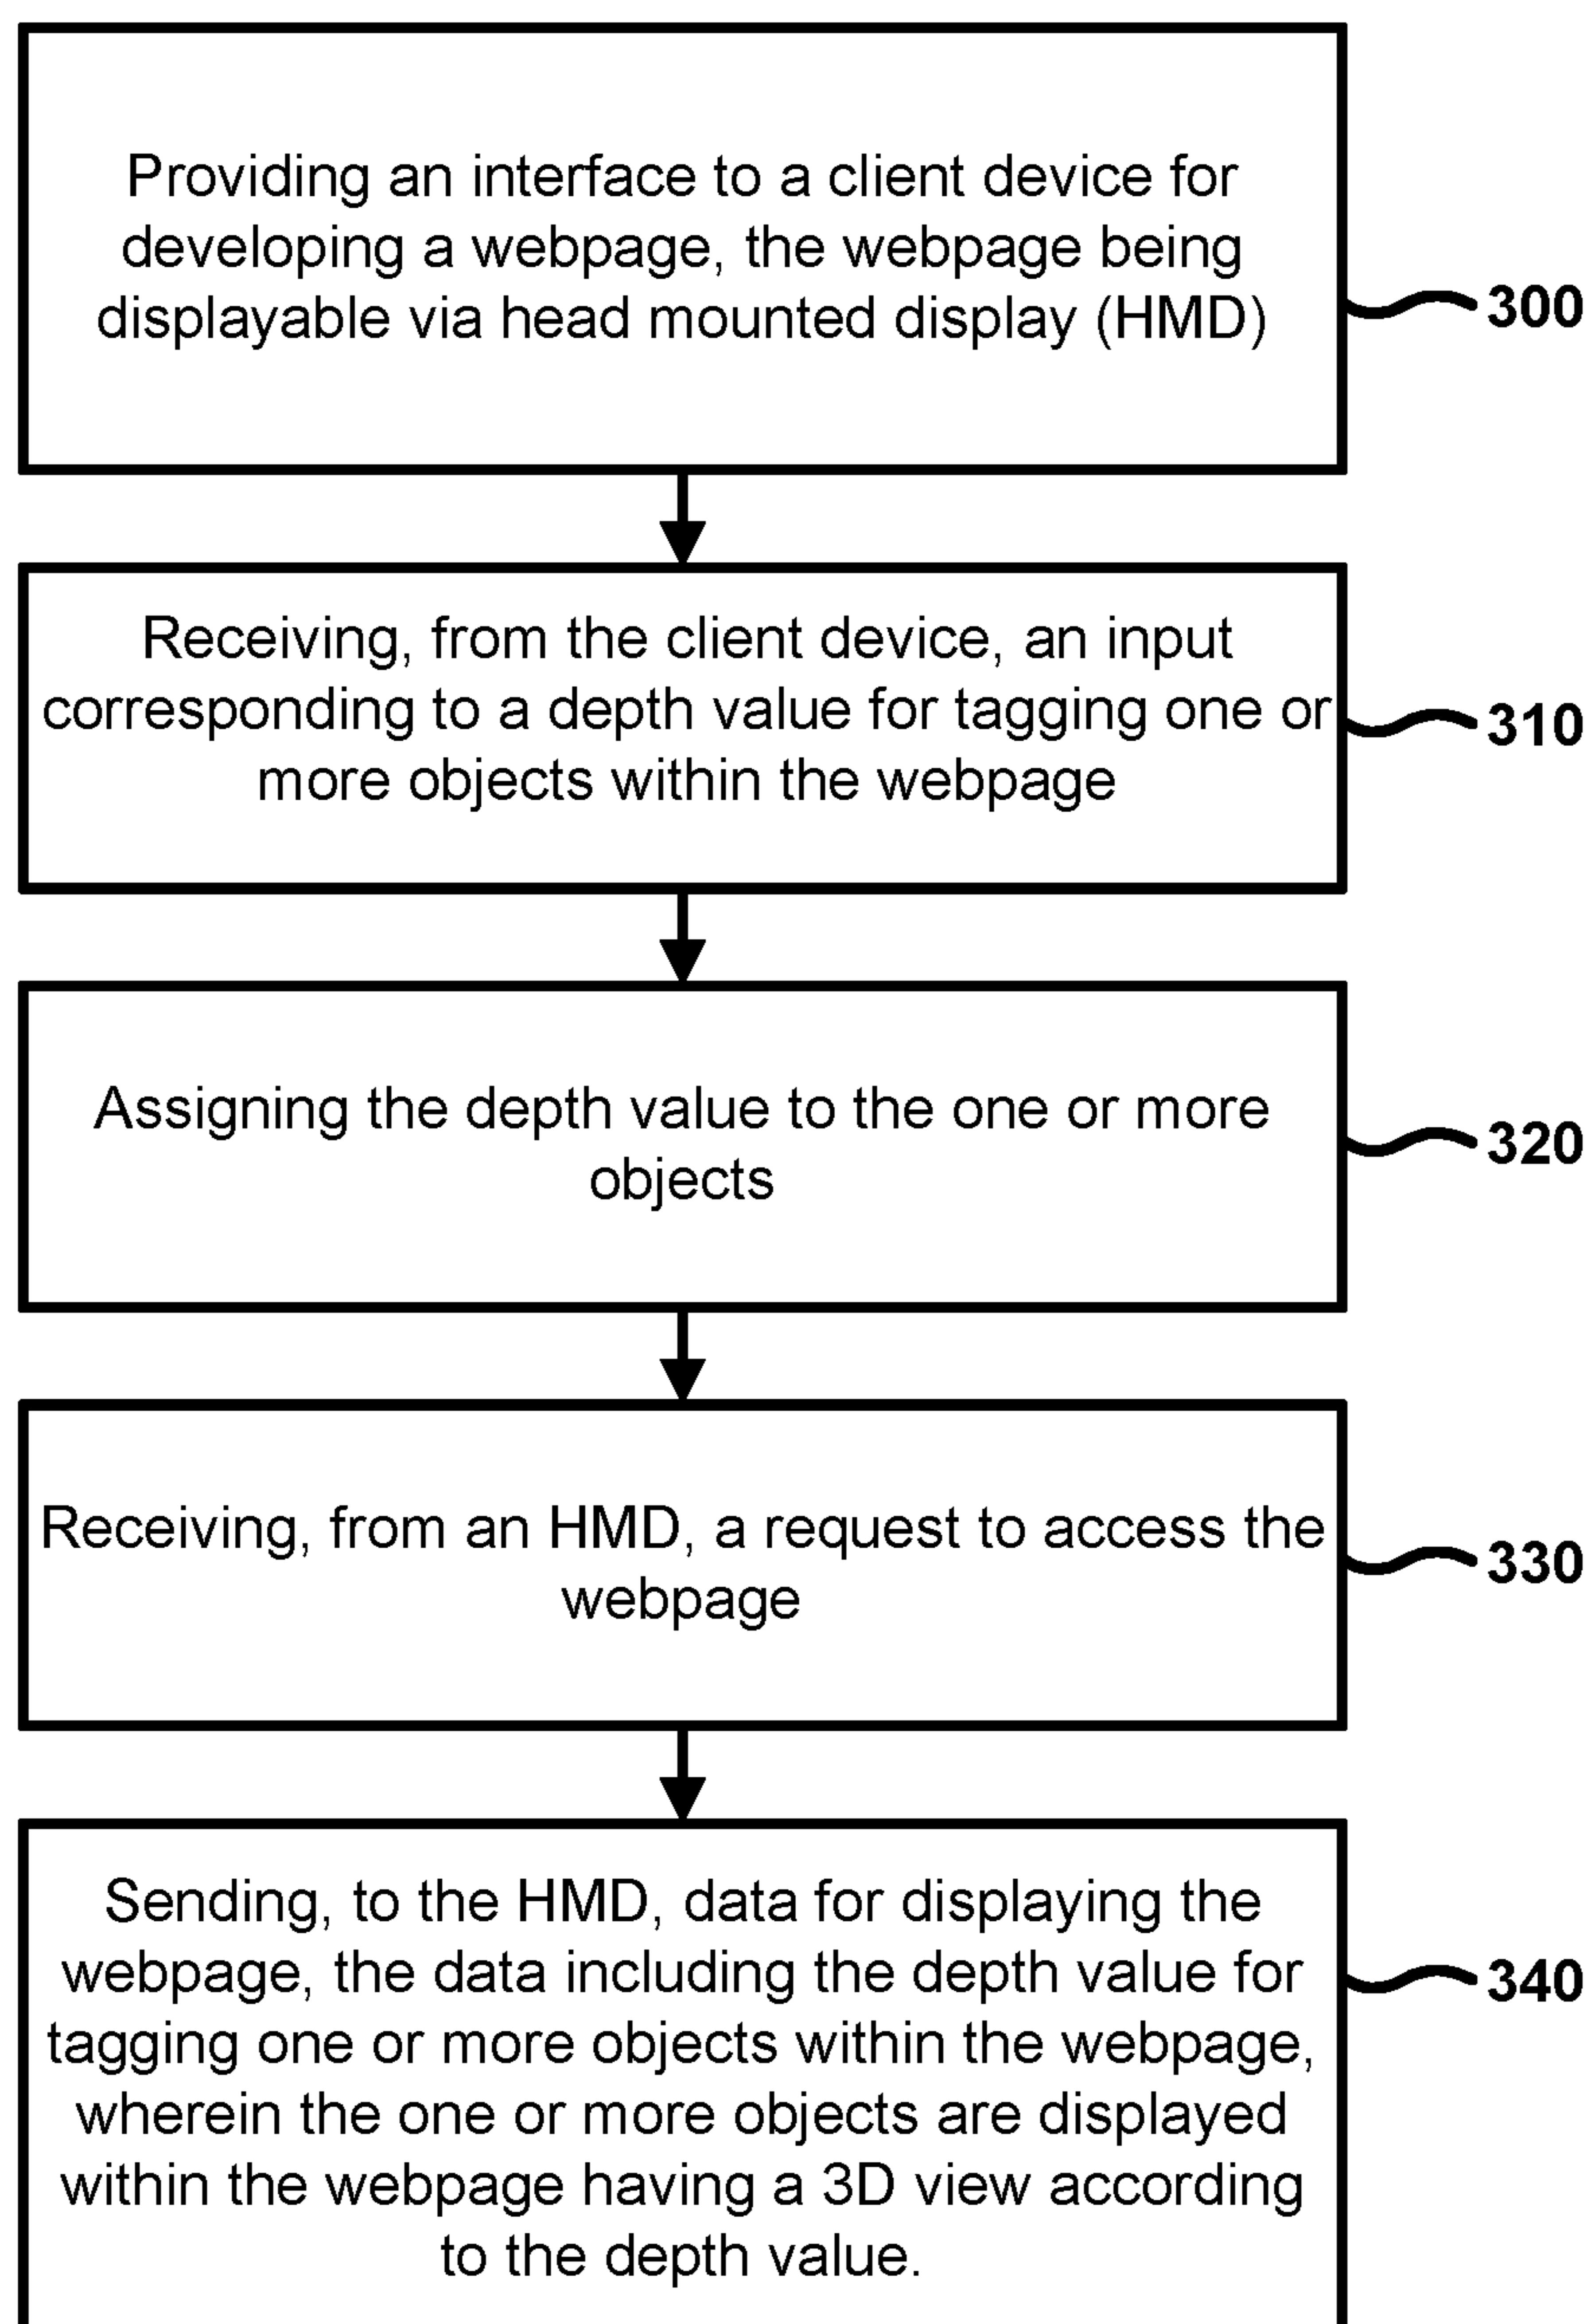 Providing an interface to a client device for
developing a webpage, the webpage being
displayable via head mounted display (HMD)
300
Receiving, from the client device, an input
corresponding to a depth value for tagging one or
more objects within the webpage
310
Assigning the depth value to the one or more
objects
320
Receiving, from an HMD, a request to access the
webpage
330
Sending, to the HMD, data for displaying the
webpage, the data including the depth value for
tagging one or more objects within the webpage,
wherein the one or more objects are displayed
within the webpage having a 3D view according
to the depth value.
340